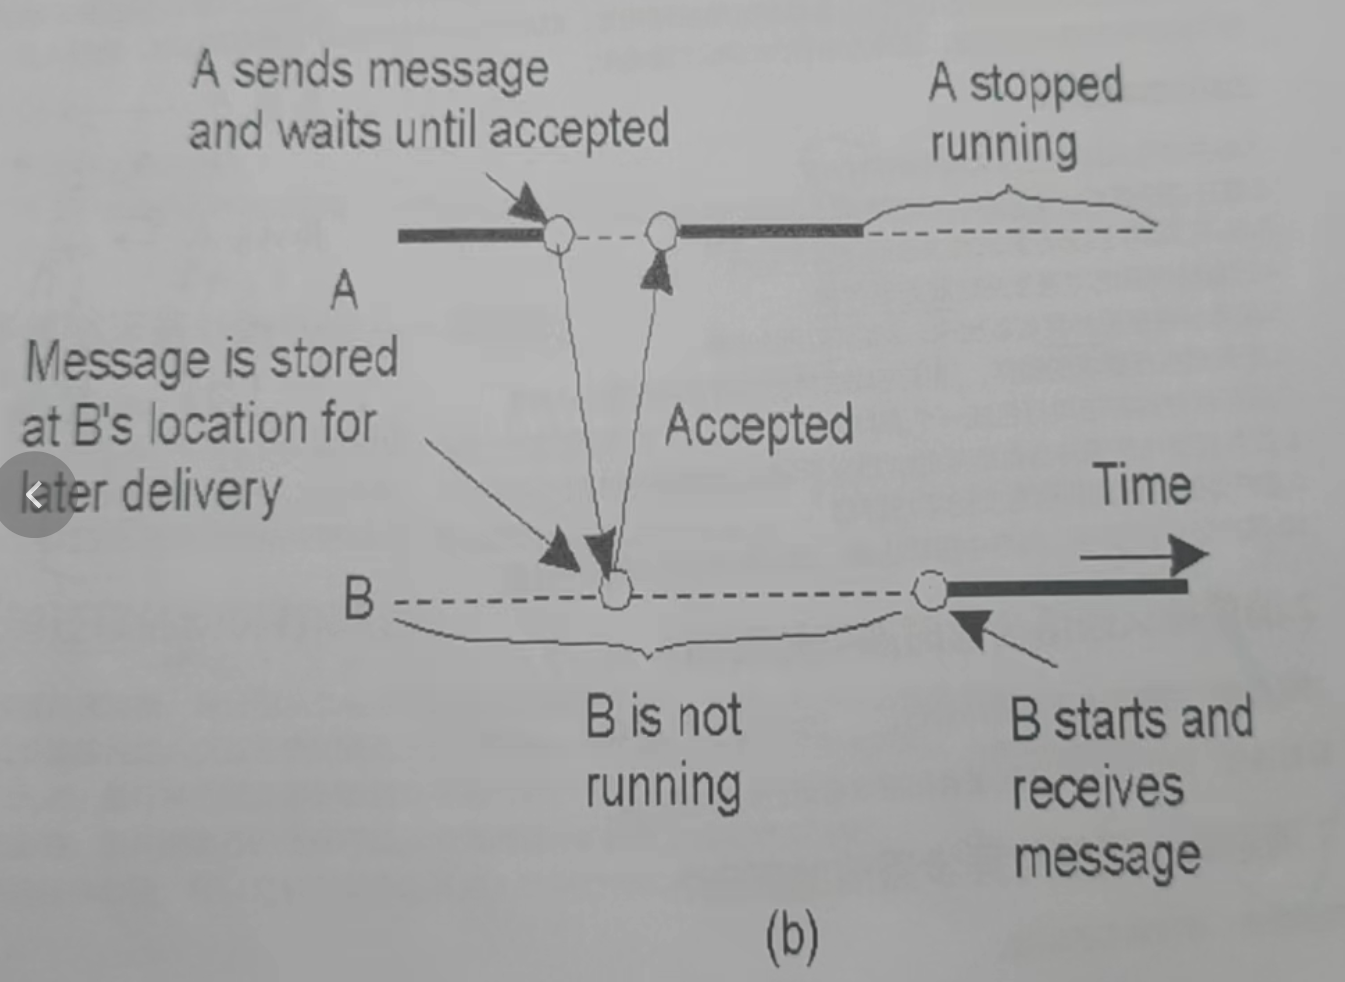 A sends message
and waits until accepted
A stopped
running
A
Message is stored
at B's location for
later delivery
Accepted
Time
B
B is not
running
B starts and
receives
message
(b)